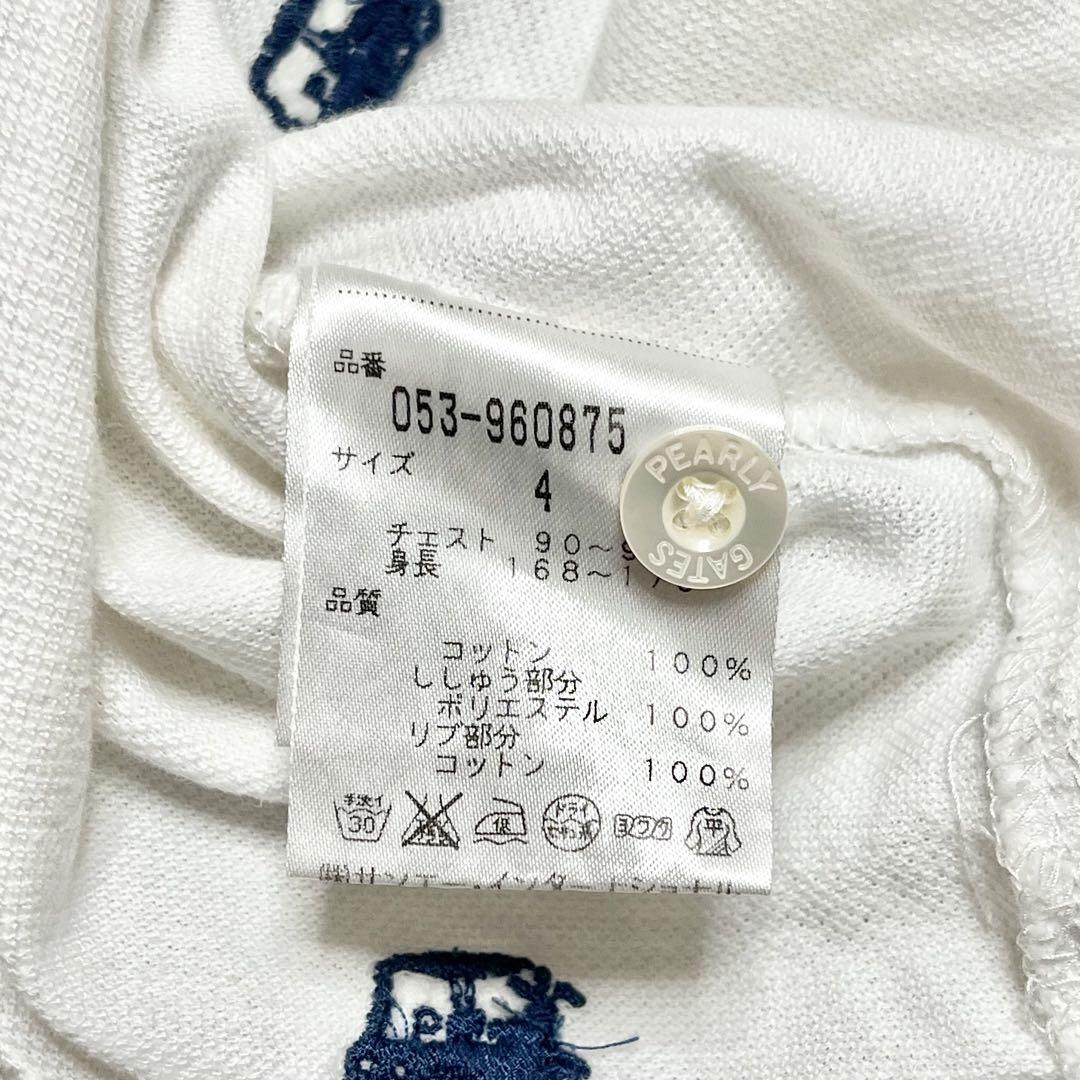 品番
053-960875
サイズ
4
PEARLY GATES
チェスト 90～
身長 168～1
品質
コットン 100%
ししゅう部分
ポリエステル 100%
リブ部分
コットン 100%
手洗イ 30
低
ドライ
ヨワク
平